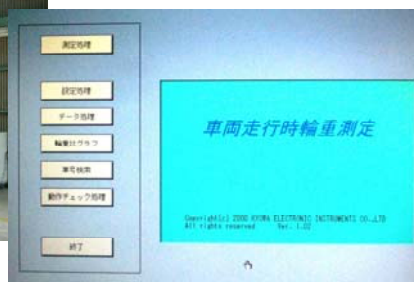 測定処理
設定処理
データ処理
輪重比グラフ
車号検索
動作チェック処理
終了
車両走行時輪重測定
Copyright(c) 2000 KYOWA ELECTRONIC INSTRUMENTS CO.,LTD
All rights reserved Ver. 1.02